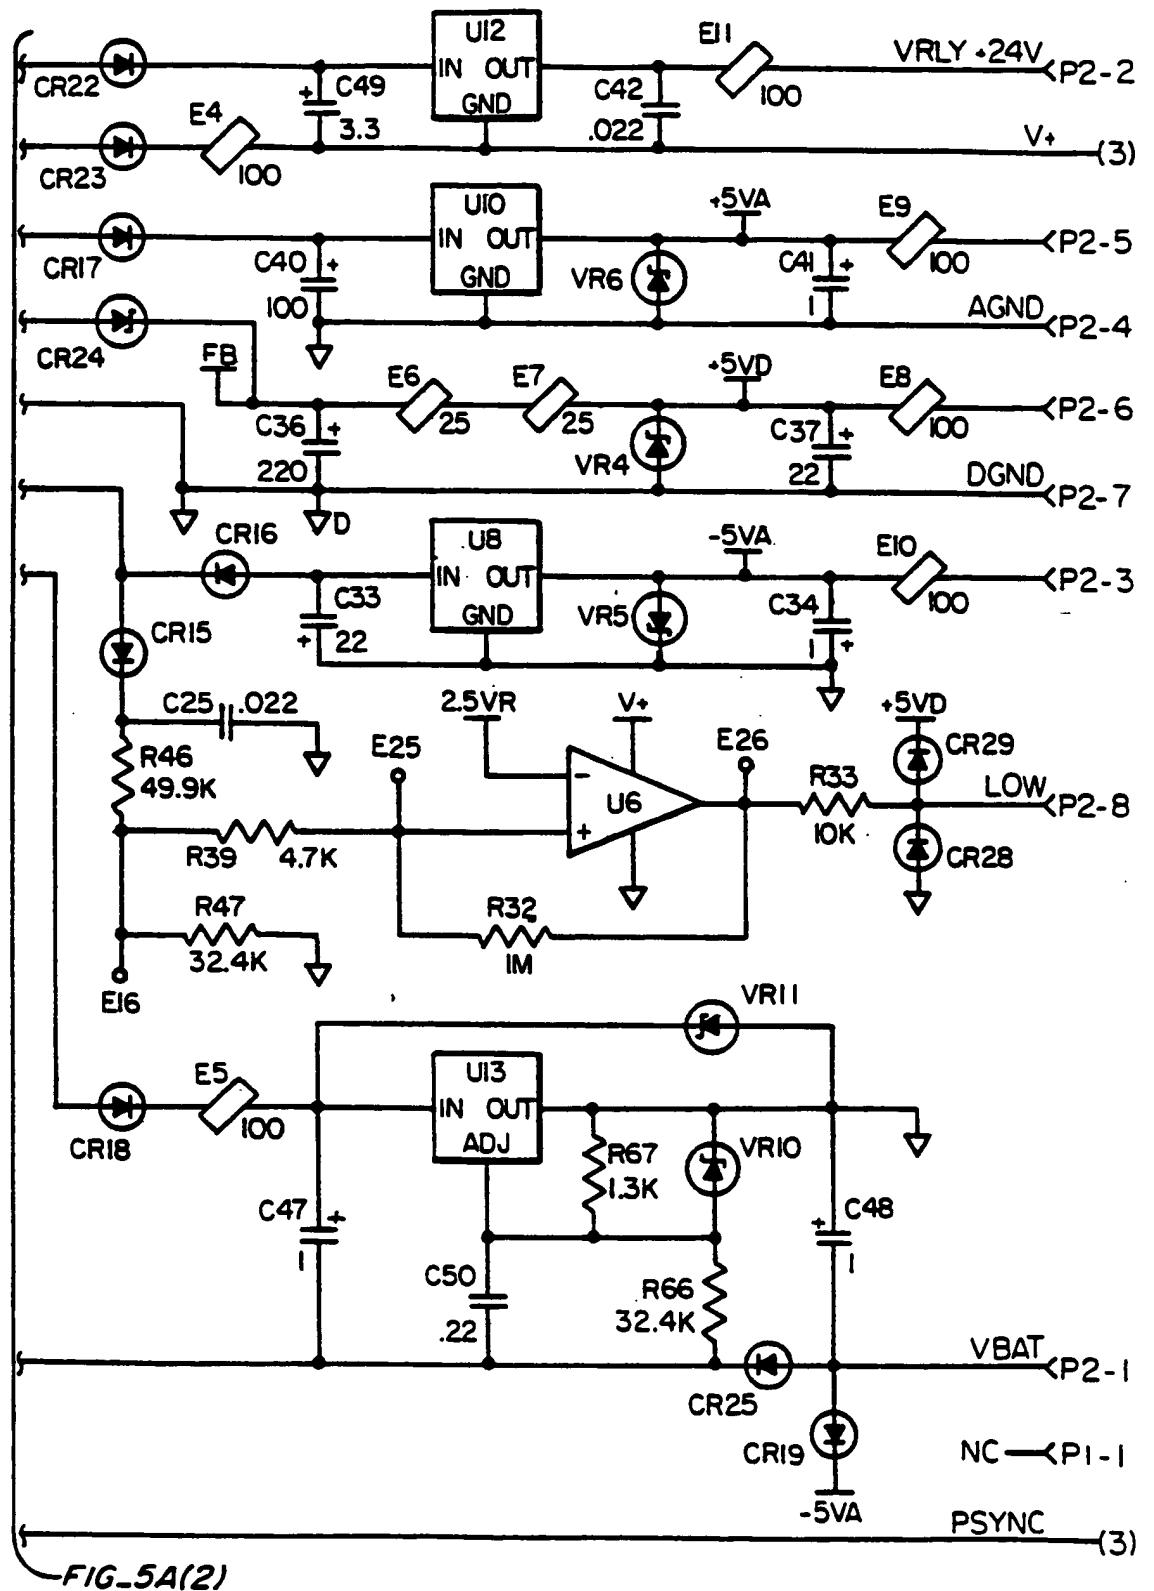 U12
E11
VRLY +24V
IN OUT
P2-2
CR22
C49
C42
100
E4
+
GND
3.3
.022
V+
(3)
CR23
100
U10
+5VA
E9
IN OUT
P2-5
CR17
C40
+
GND
VR6
C41
+
100
100
1
AGND
P2-4
CR24
FB
E6
E7
+5VD
E8
P2-6
C36
+
25
25
C37
+
100
220
VR4
22
DGND
P2-7
D
CR16
U8
-5VA
E10
IN OUT
P2-3
C33
GND
VR5
C34
100
+
22
1
+
CR15
C25
.022
2.5VR
V+
+5VD
E25
E26
CR29
R46
49.9K
-
R33
LOW
U6
P2-8
+
10K
R39
4.7K
CR28
R47
R32
32.4K
1M
E16
VR11
E5
U13
IN OUT
100
ADJ
CR18
R67
VR10
1.3K
C47
+
C48
+
1
C50
R66
1
.22
32.4K
VBAT
P2-1
CR25
CR19
NC
P1-1
-5VA
PSYNC
(3)
FIG_5A(2)